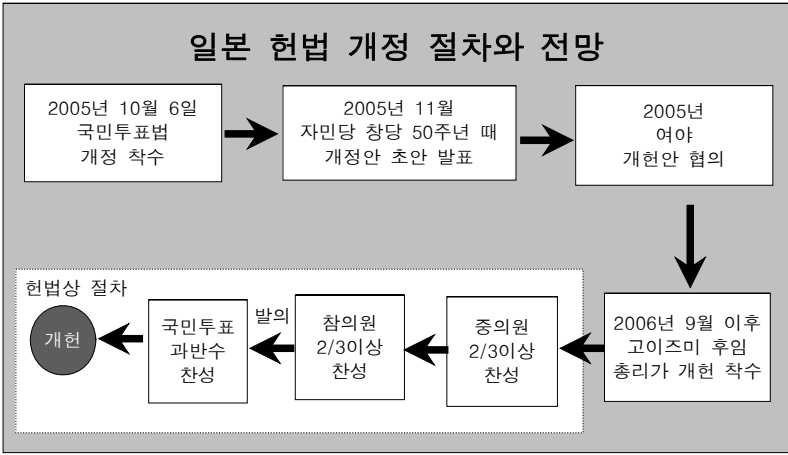 일본 헌법 개정 절차와 전망
2005년 10월 6일
국민투표법
개정 착수
2005년 11월
자민당 창당 50주년 때
개정안 초안 발표
2005년
여야
개헌안 협의
2006년 9월 이후
고이즈미 후임
총리가 개헌 착수
헌법상 절차
중의원
2/3이상
찬성
참의원
2/3이상
찬성
발의
국민투표
과반수
찬성
개헌